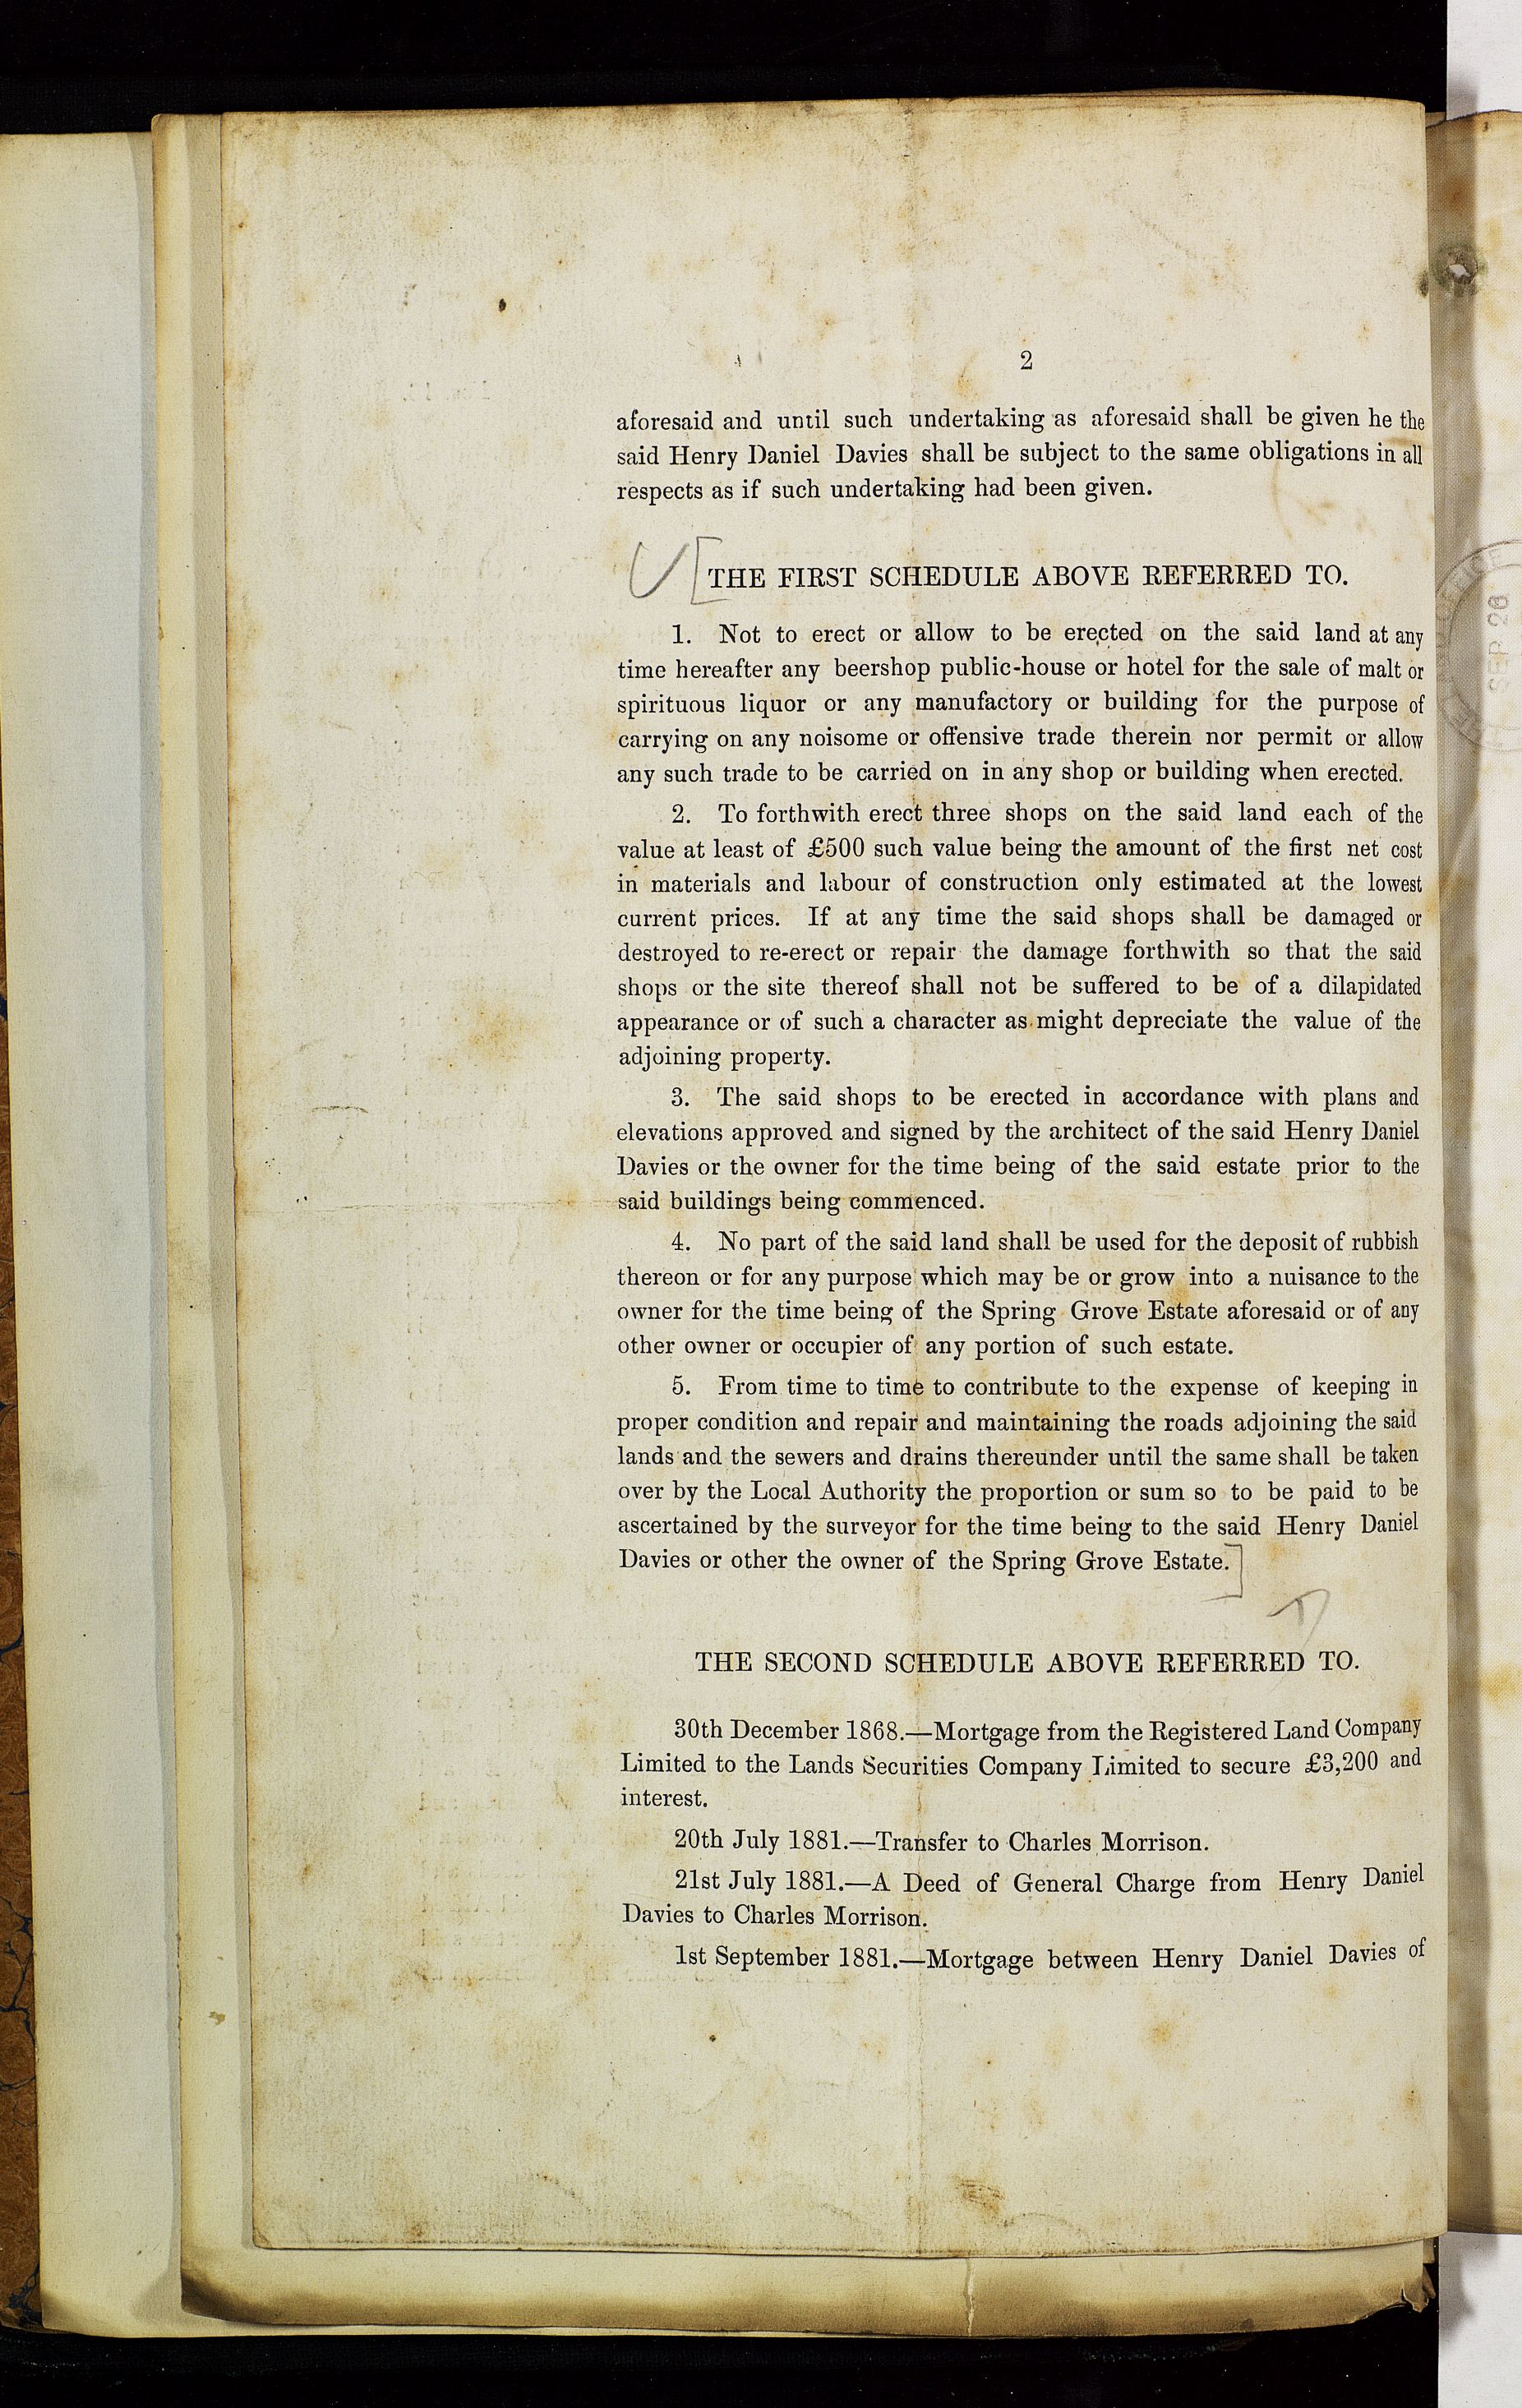 2
aforesaid and until such undertaking as aforesaid shall be given he the
said Henry Daniel Davies shall be subject to the same obligations in all
respects as if such undertaking had been given.
[THE FIRST SCHEDULE ABOVE REFERRED TO.
1. Not to erect or allow to be erected on the said land at any
time hereafter any beershop public-house or hotel for the sale of malt or
spirituous liquor or any manufactory or building for the purpose of
carrying on any noisome or offensive trade therein nor permit or allow
any such trade to be carried on in any shop or building when erected.
2. To forthwith erect three shops on the said land each of the
value at least of £500 such value being the amount of the first net cost
in materials and labour of construction only estimated at the lowest
current prices. If at any time the said shops shall be damaged or
destroyed to re-erect or repair the damage forthwith so that the said
shops or the site thereof shall not be suffered to be of a dilapidated
appearance or of such a character as might depreciate the value of the
adjoining property.
3. The said shops to be erected in accordance with plans and
elevations approved and signed by the architect of the said Henry Daniel
Davies or the owner for the time being of the said estate prior to the
said buildings being commenced.
4. No part of the said land shall be used for the deposit of rubbish
thereon or for any purpose which may be or grow into a nuisance to the
owner for the time being of the Spring Grove Estate aforesaid or of any
other owner or occupier of any portion of such estate.
5. From time to time to contribute to the expense of keeping in
proper condition and repair and maintaining the roads adjoining the said
lands and the sewers and drains thereunder until the same shall be taken
over by the Local Authority the proportion or sum so to be paid to be
ascertained by the surveyor for the time being to the said Henry Daniel
Davies or other the owner of the Spring Grove Estate.]
THE SECOND SCHEDULE ABOVE REFERRED TO.
30th December 1868.—Mortgage from the Registered Land Company
Limited to the Lands Securities Company Limited to secure £3,200 and
interest.
20th July 1881.—Transfer to Charles Morrison.
21st July 1881.—A Deed of General Charge from Henry Daniel
Davies to Charles Morrison.
1st September 1881.—Mortgage between Henry Daniel Davies of
SEP 20